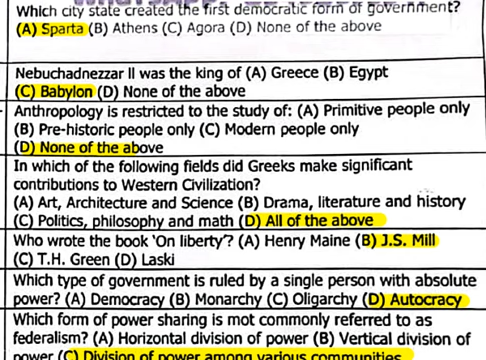 Which city state created the first democratic form of government?
(A) Sparta (B) Athens (C) Agora (D) None of the above
Nebuchadnezzar II was the king of (A) Greece (B) Egypt
(C) Babylon (D) None of the above
Anthropology is restricted to the study of: (A) Primitive people only
(B) Pre-historic people only (C) Modern people only
(D) None of the above
In which of the following fields did Greeks make significant
contributions to Western Civilization?
(A) Art, Architecture and Science (B) Drama, literature and history
(C) Politics, philosophy and math (D) All of the above
Who wrote the book 'On liberty'? (A) Henry Maine (B) J.S. Mill
(C) T.H. Green (D) Laski
Which type of government is ruled by a single person with absolute
power? (A) Democracy (B) Monarchy (C) Oligarchy (D) Autocracy
Which form of power sharing is mot commonly referred to as
federalism? (A) Horizontal division of power (B) Vertical division of
power (C) Division of power among various communities